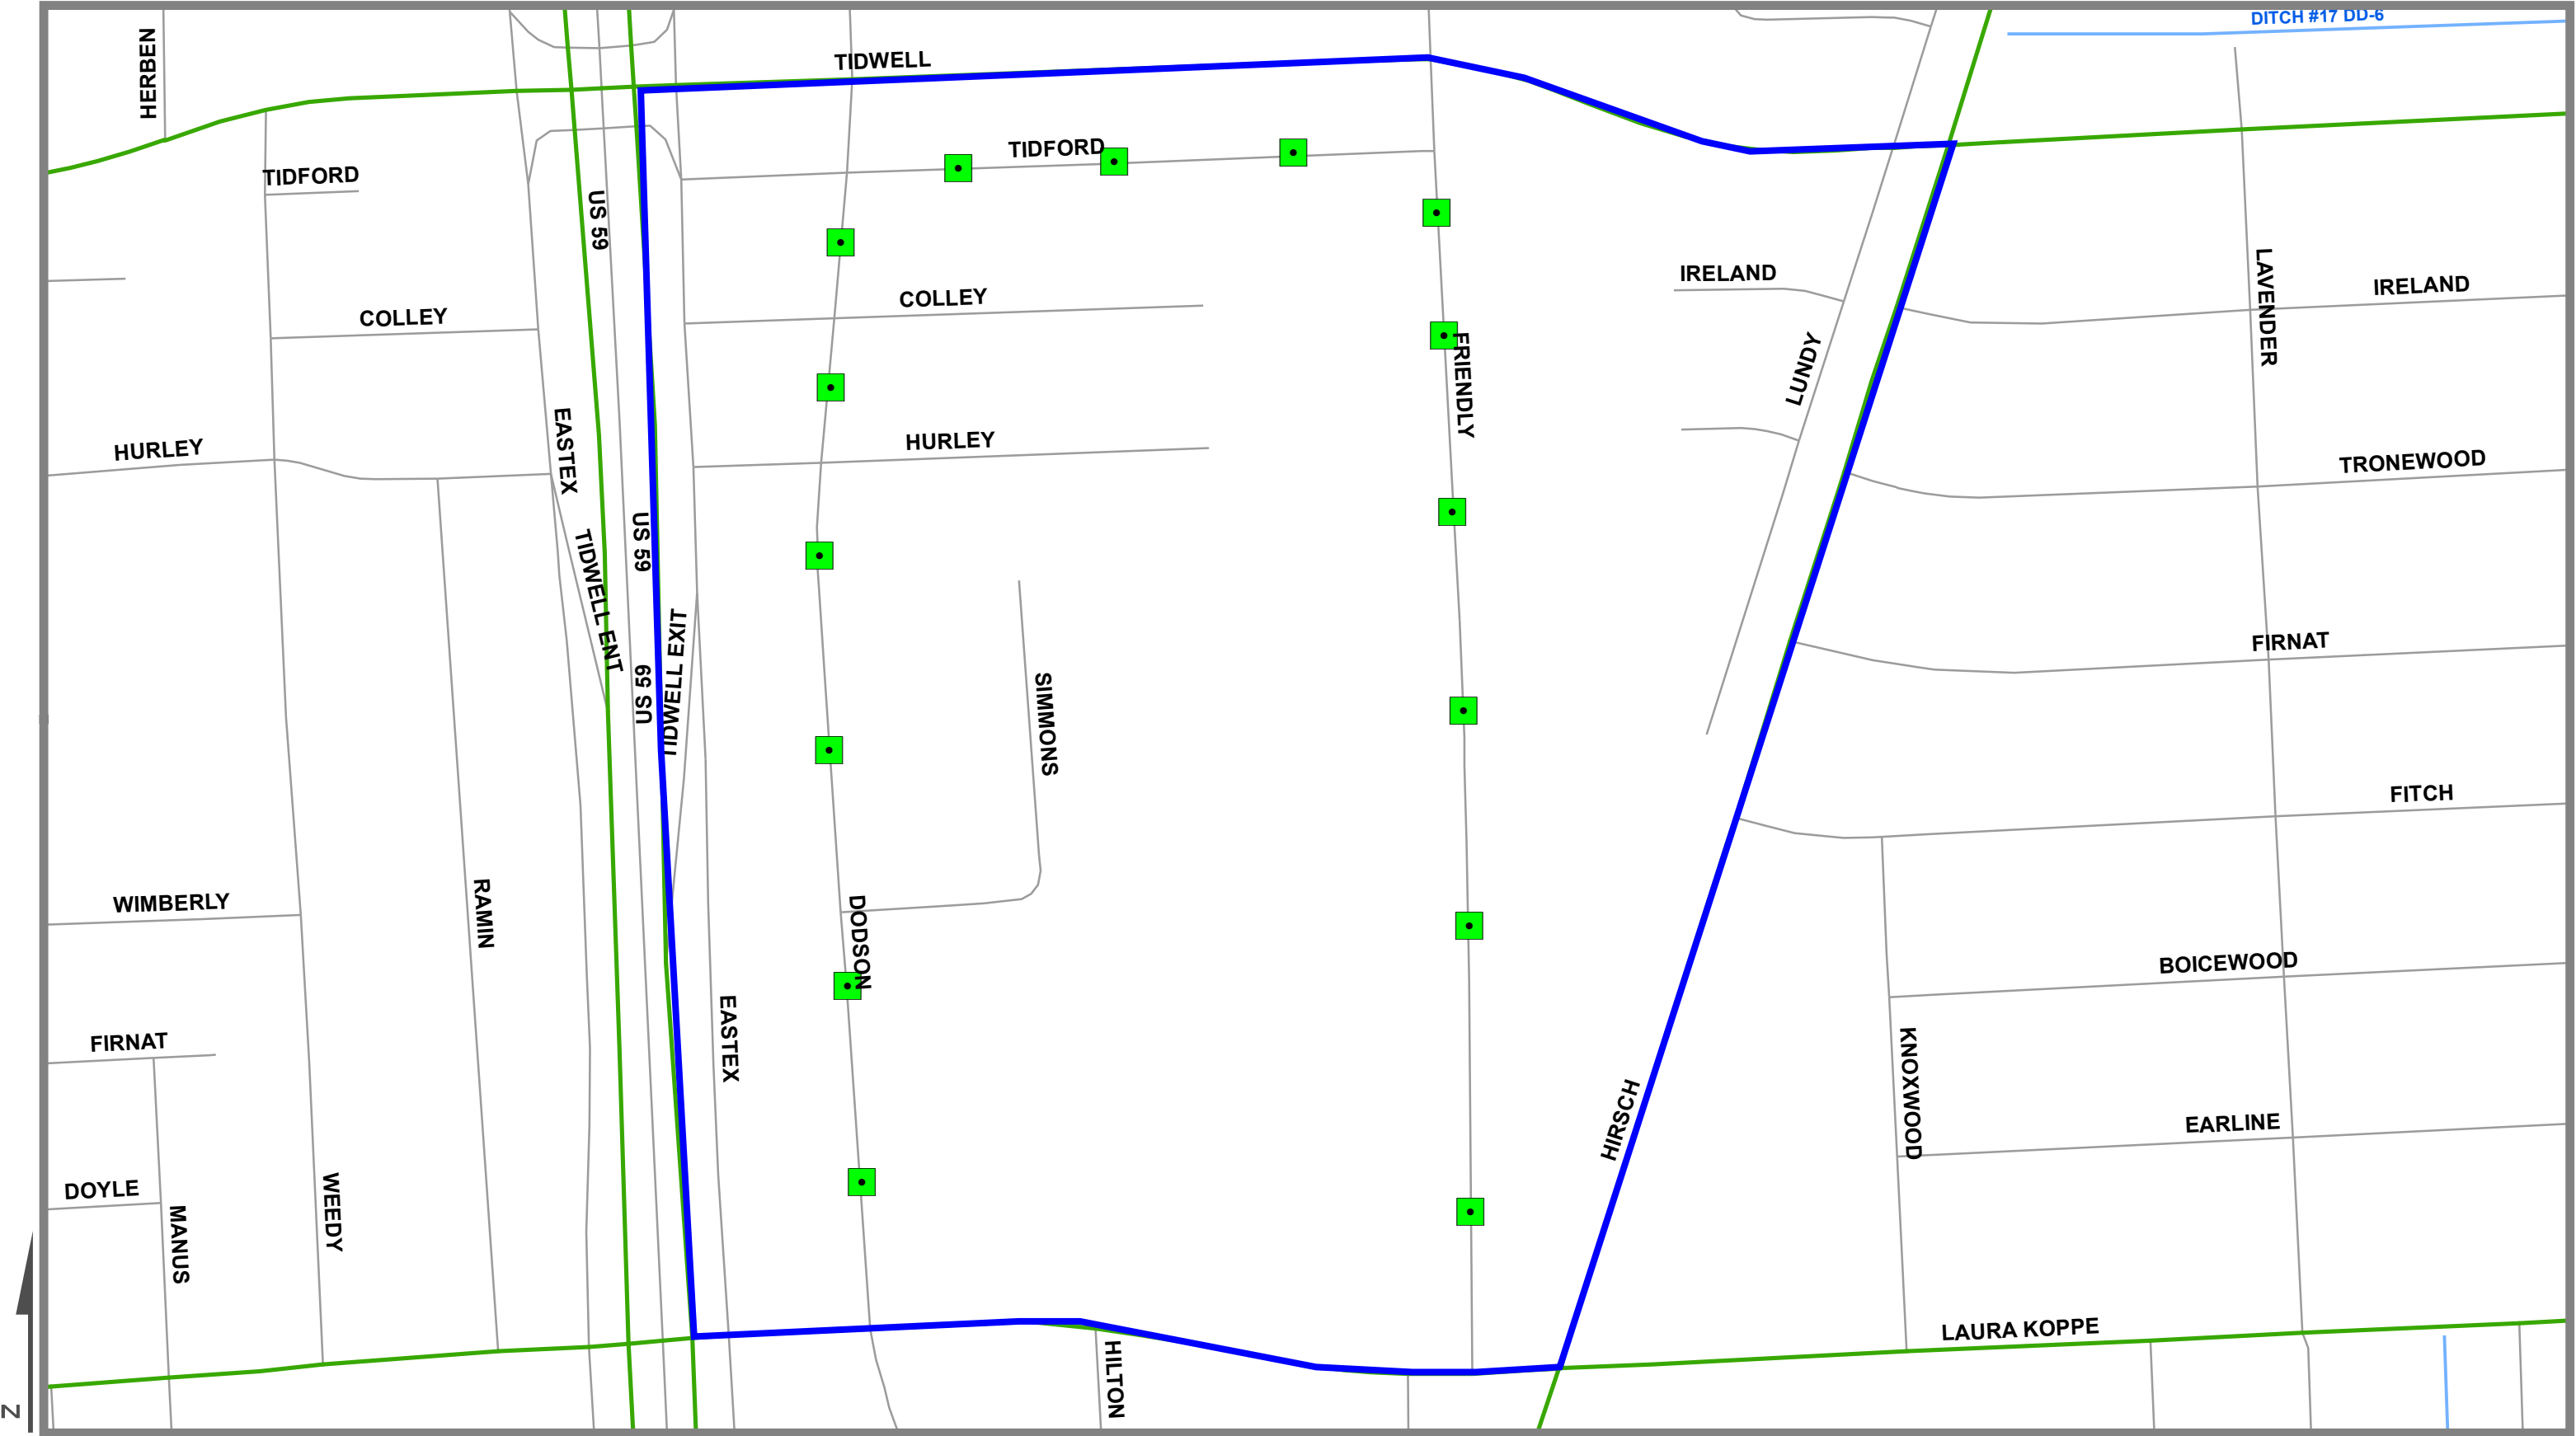 DITCH #17 DD-6
HERBEN
TIDWELL
TIDFORD
TIDFORD
US 59
IRELAND
IRELAND
LAVENDER
COLLEY
COLLEY
FRIENDLY
LUNDY
HURLEY
EASTEX
HURLEY
TRONEWOOD
US 59
TIDWELL ENT
TIDWELL EXIT
FIRNAT
US 59
SIMMONS
FITCH
WIMBERLY
RAMIN
DODSON
BOICEWOOD
FIRNAT
EASTEX
KNOXWOOD
HIRSCH
EARLINE
DOYLE
MANUS
WEEDY
LAURA KOPPE
HILTON
N